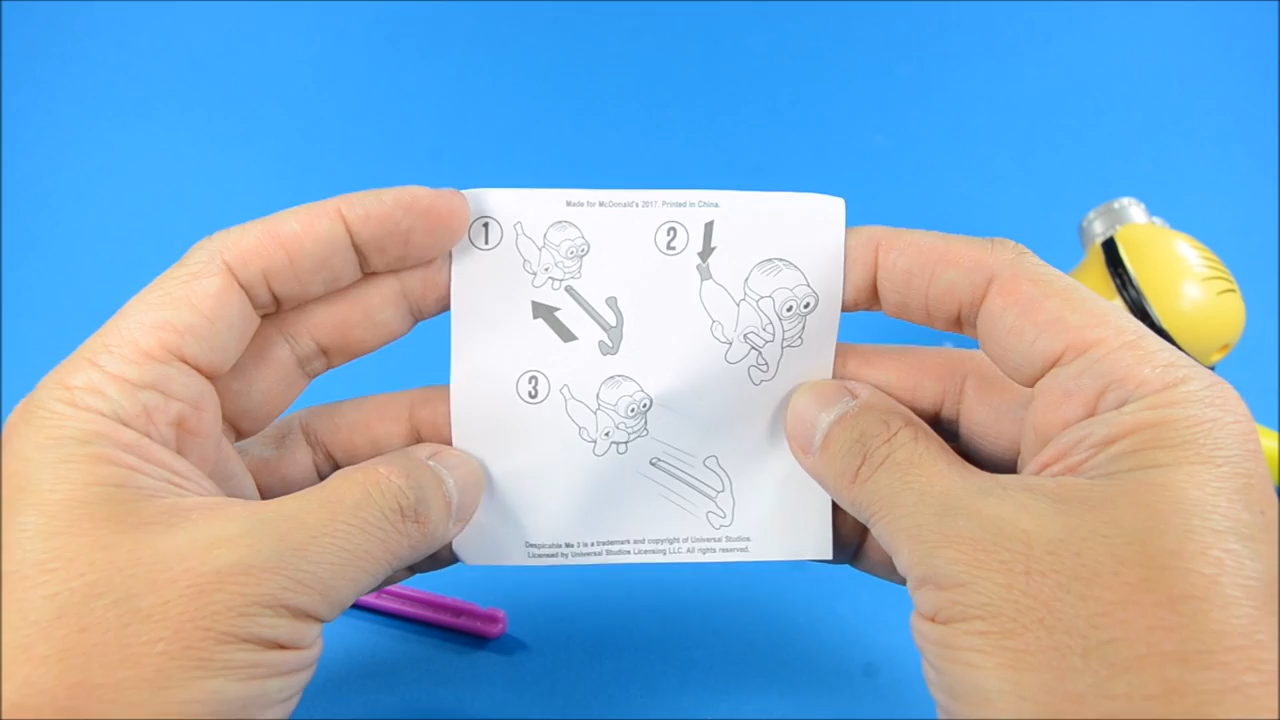 Made for McDonald's 2017. Printed in China.
1
2
3
Despicable Me 3 is a trademark and copyright of Universal Studios.
Licensed by Universal Studios Licensing LLC. All rights reserved.